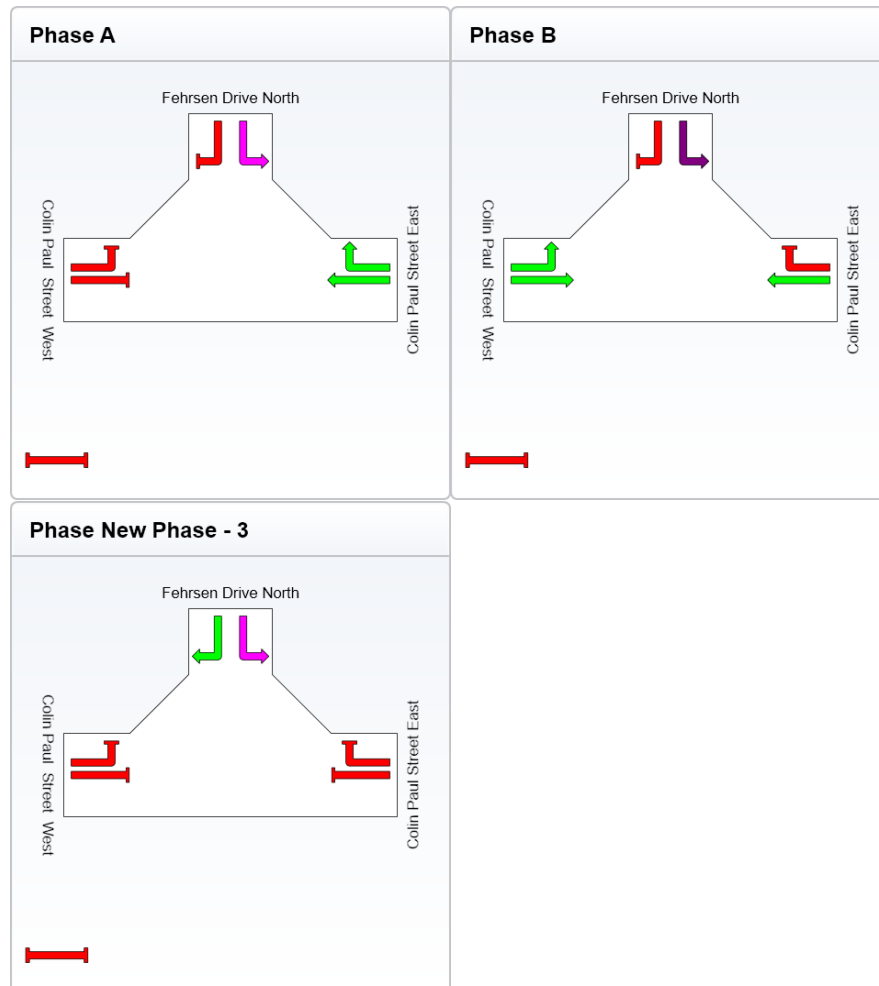 Phase A
Fehrsen Drive North
Colin Paul Street West
Colin Paul Street East
Phase B
Fehrsen Drive North
Colin Paul Street West
Colin Paul Street East
Phase New Phase - 3
Fehrsen Drive North
Colin Paul Street West
Colin Paul Street East